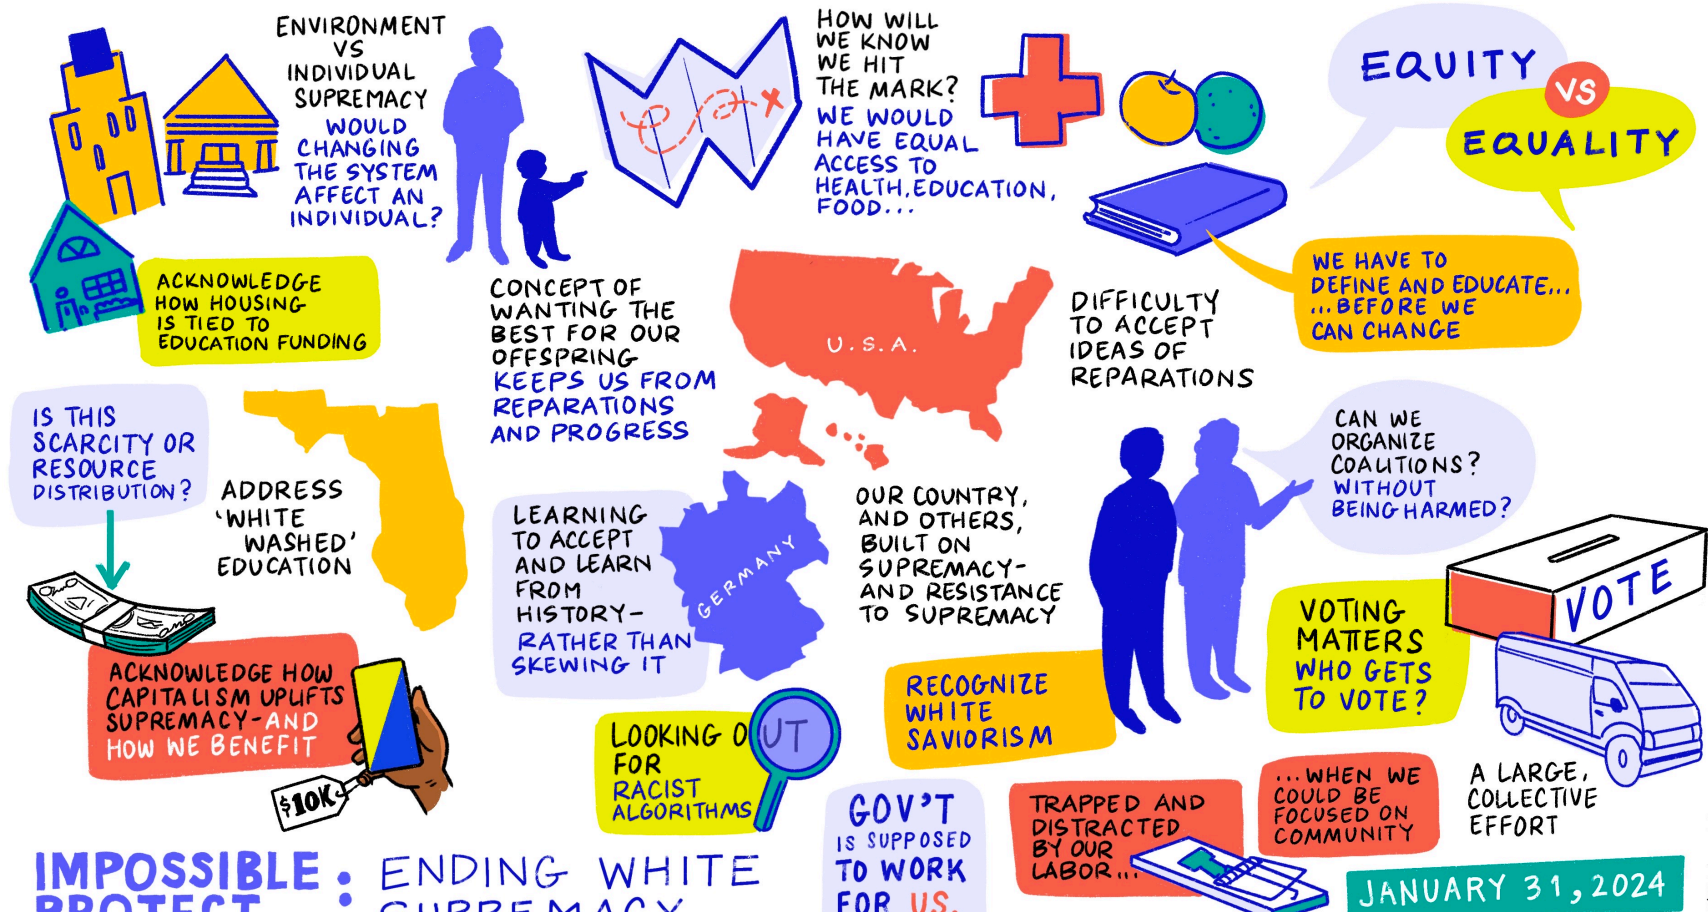 ENVIRONMENT
VS
INDIVIDUAL
SUPREMACY
WOULD
CHANGING
THE SYSTEM
AFFECT AN
INDIVIDUAL?
HOW WILL
WE KNOW
WE HIT
THE MARK?
WE WOULD
HAVE EQUAL
ACCESS TO
HEALTH, EDUCATION,
FOOD...
EQUITY
VS
EQUALITY
WE HAVE TO
DEFINE AND EDUCATE...
...BEFORE WE
CAN CHANGE
ACKNOWLEDGE
HOW HOUSING
IS TIED TO
EDUCATION FUNDING
CONCEPT OF
WANTING THE
BEST FOR OUR
OFFSPRING
KEEPS US FROM
REPARATIONS
AND PROGRESS
U.S.A.
DIFFICULTY
TO ACCEPT
IDEAS OF
REPARATIONS
IS THIS
SCARCITY OR
RESOURCE
DISTRIBUTION?
ADDRESS
'WHITE
WASHED'
EDUCATION
LEARNING
TO ACCEPT
AND LEARN
FROM
HISTORY-
RATHER THAN
SKEWING IT
GERMANY
OUR COUNTRY,
AND OTHERS,
BUILT ON
SUPREMACY-
AND RESISTANCE
TO SUPREMACY
CAN WE
ORGANIZE
COALITIONS?
WITHOUT
BEING HARMED?
VOTE
VOTING
MATTERS
WHO GETS
TO VOTE?
ACKNOWLEDGE HOW
CAPITALISM UPLIFTS
SUPREMACY-AND
HOW WE BENEFIT
$10K
LOOKING OUT
FOR
RACIST
ALGORITHMS
RECOGNIZE
WHITE
SAVIORISM
GOV'T
IS SUPPOSED
TO WORK
FOR US.
TRAPPED AND
DISTRACTED
BY OUR
LABOR...
...WHEN WE
COULD BE
FOCUSED ON
COMMUNITY
A LARGE,
COLLECTIVE
EFFORT
IMPOSSIBLE
PROJECT :
ENDING WHITE
SUPREMACY
JANUARY 31, 2024